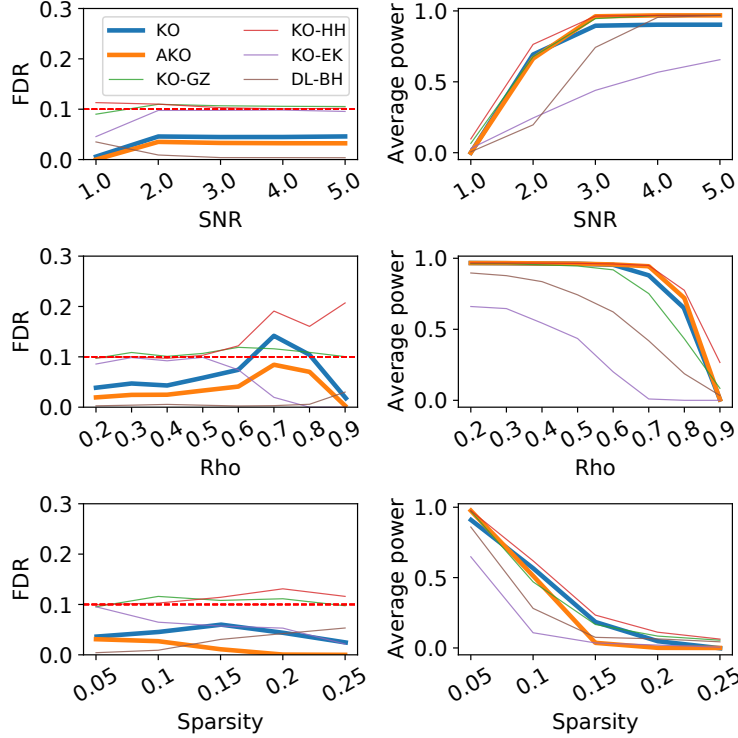 KO
AKO
KO-GZ
KO-HH
KO-EK
DL-BH
FDR
0.3
0.2
0.1
0.0
1.0 2.0 3.0 4.0 5.0
SNR
Average power
1.0
0.5
0.0
1.0 2.0 3.0 4.0 5.0
SNR
FDR
0.3
0.2
0.1
0.0
0.2 0.3 0.4 0.5 0.6 0.7 0.8 0.9
Rho
Average power
1.0
0.5
0.0
0.2 0.3 0.4 0.5 0.6 0.7 0.8 0.9
Rho
FDR
0.3
0.2
0.1
0.0
0.05 0.1 0.15 0.2 0.25
Sparsity
Average power
1.0
0.5
0.0
0.05 0.1 0.15 0.2 0.25
Sparsity